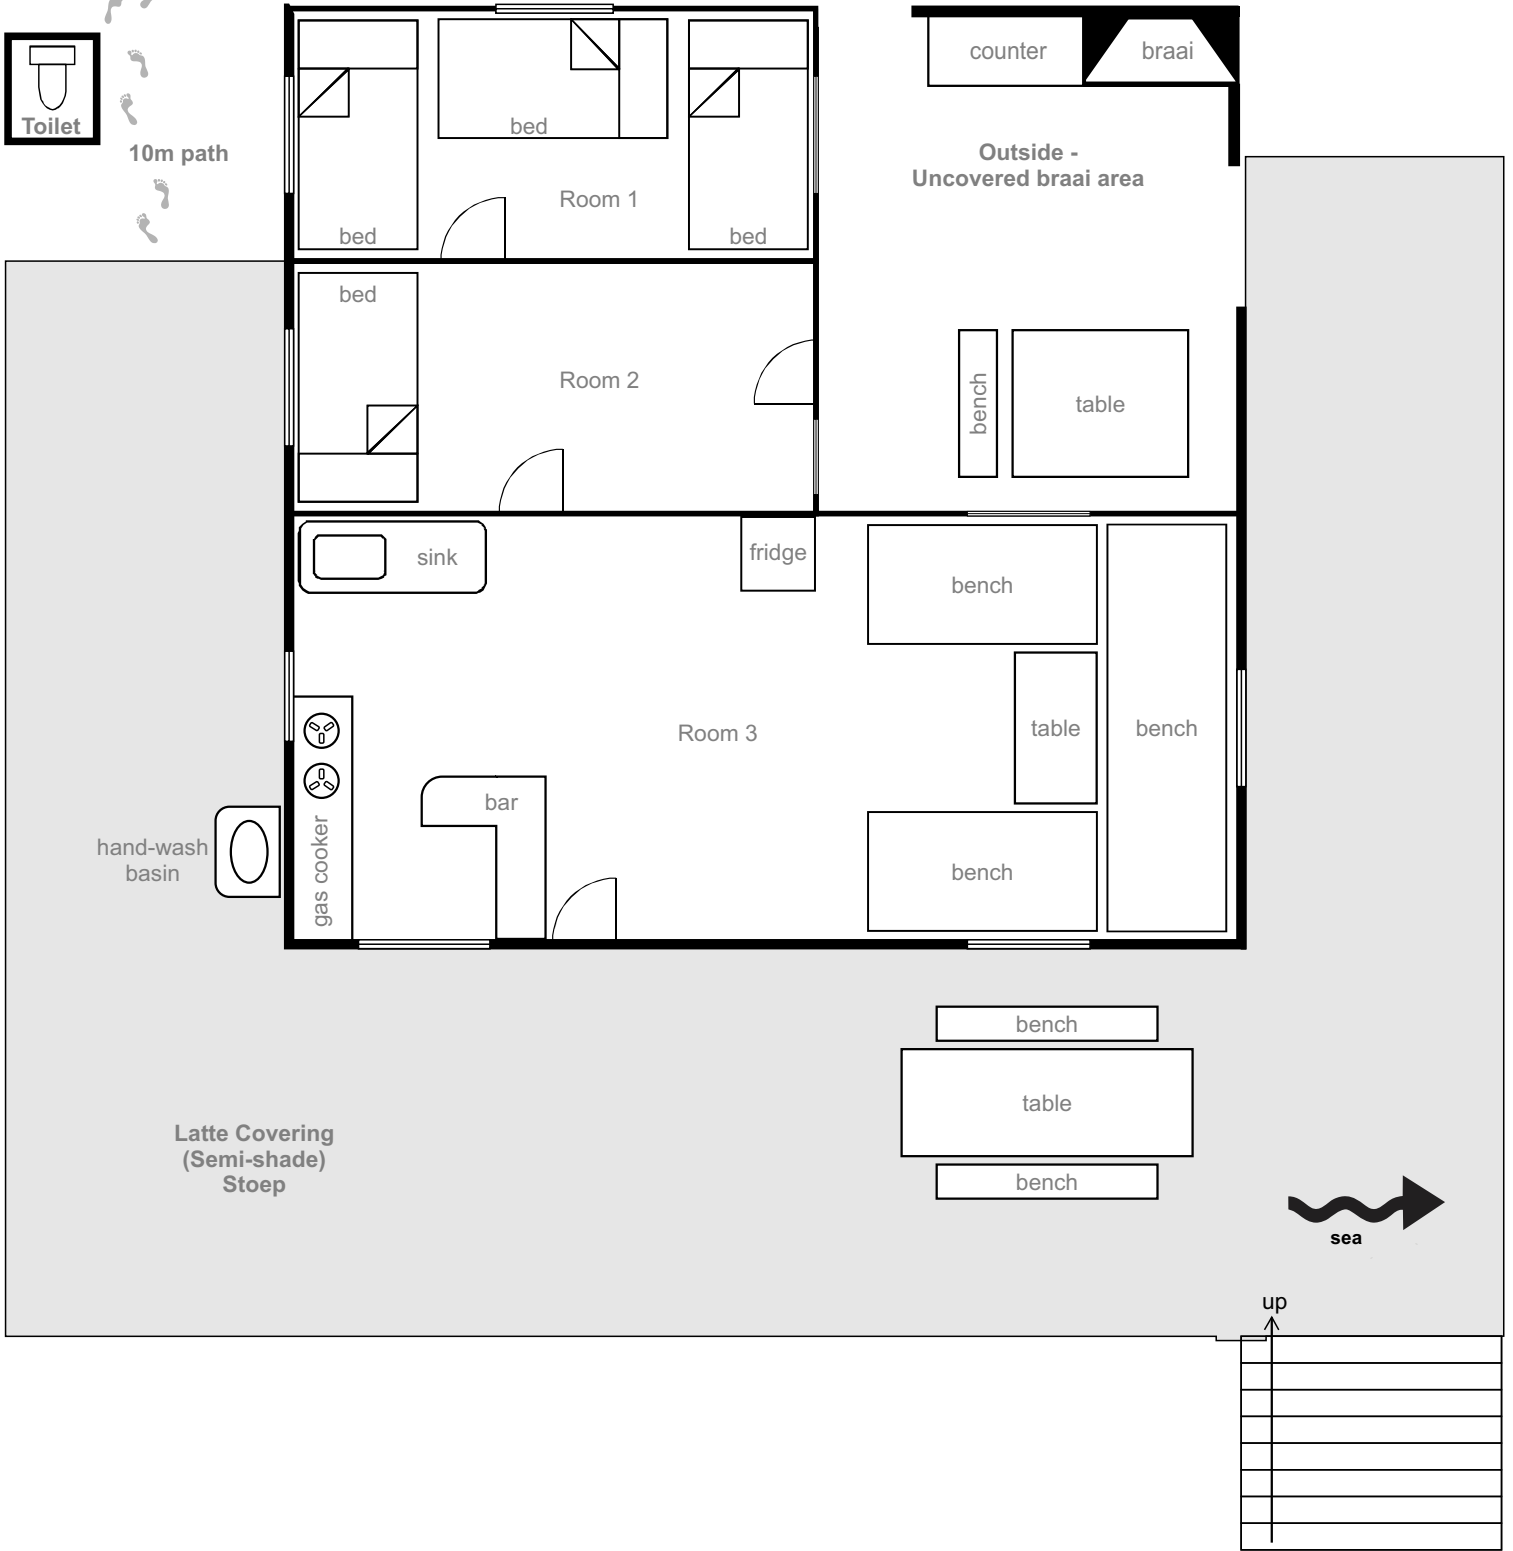 counter
braai
Toilet
bed
10m path
Outside -
Uncovered braai area
Room 1
bed
bed
bed
Room 2
bench
table
sink
fridge
bench
Room 3
table
bench
bar
hand-wash
basin
gas cooker
bench
bench
table
Latte Covering
(Semi-shade)
Stoep
bench
sea
up